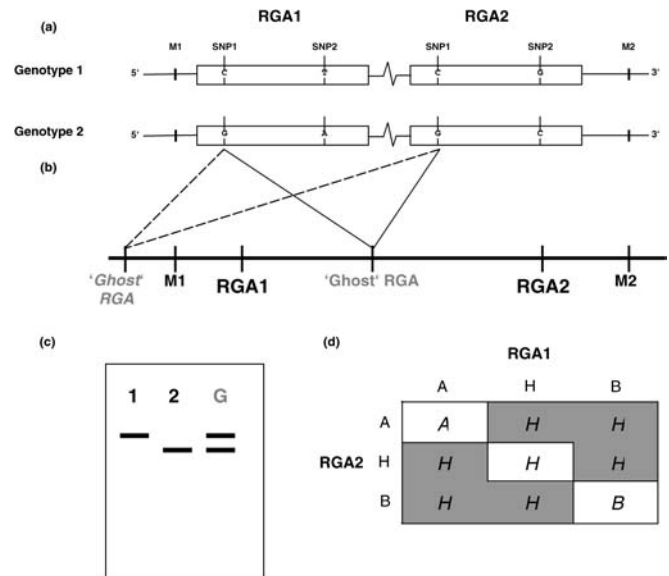 (a)
RGA1 RGA2
M1 SNP1 SNP2 SNP1 SNP2 M2
Genotype 1 5' C T C G 3'
Genotype 2 5' G A G C 3'
(b)
'Ghost' RGA M1 RGA1 'Ghost' RGA RGA2 M2
(c)
1 2 G
(d)
RGA1
A H B
A A H H
RGA2 H H H H
B H H B